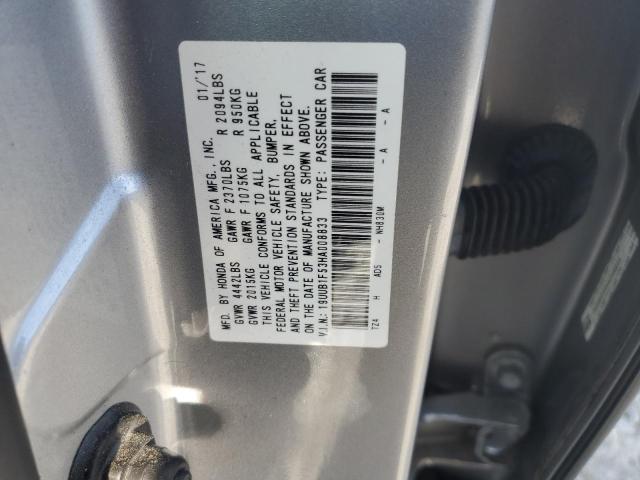 MFD. BY HONDA OF AMERICA MFG., INC. 01/'17
GVWR 4442LBS GAWR F 2370LBS R 2094LBS
GVWR 2015KG GAWR F 1075KG R 950KG
THIS VEHICLE CONFORMS TO ALL APPLICABLE
FEDERAL MOTOR VEHICLE SAFETY, BUMPER,
AND THEFT PREVENTION STANDARDS IN EFFECT
ON THE DATE OF MANUFACTURE SHOWN ABOVE.
V.I.N.: 19UUB1F53HA008833 TYPE: PASSENGER CAR
TZ4 H AD5 - NH830M - A - A